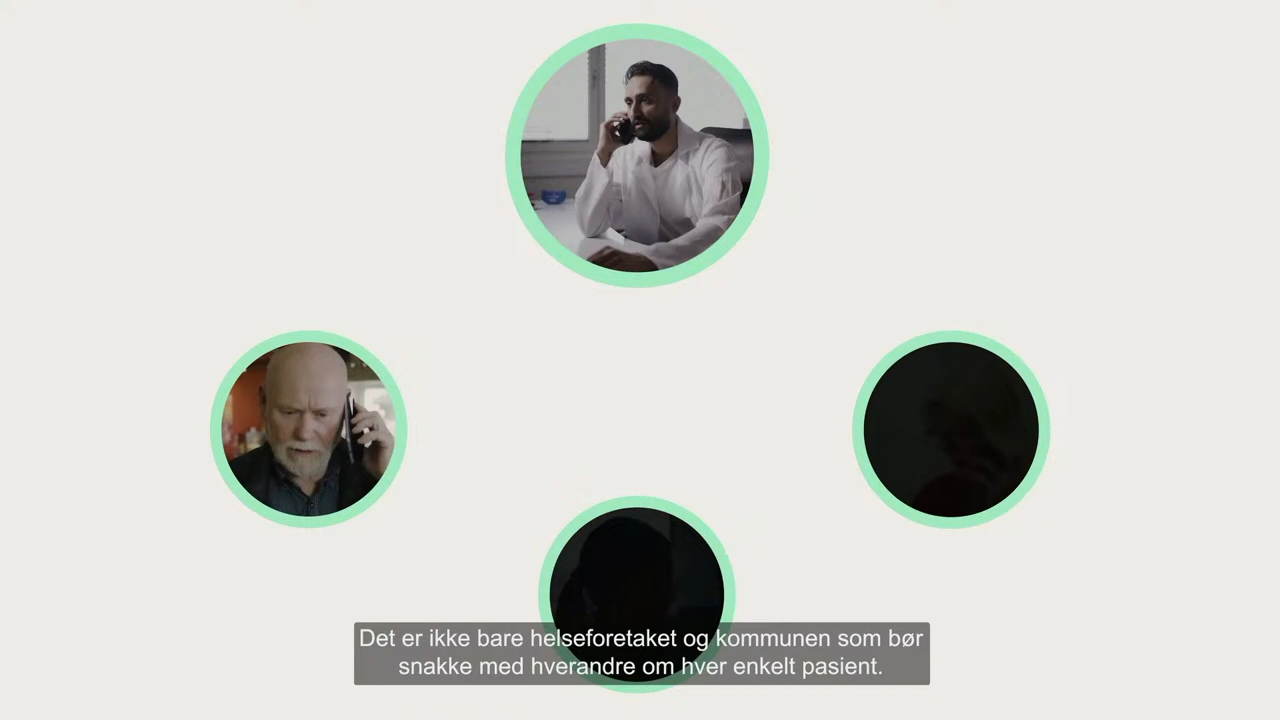 Det er ikke bare helseforetaket og kommunen som bør
snakke med hverandre om hver enkelt pasient.